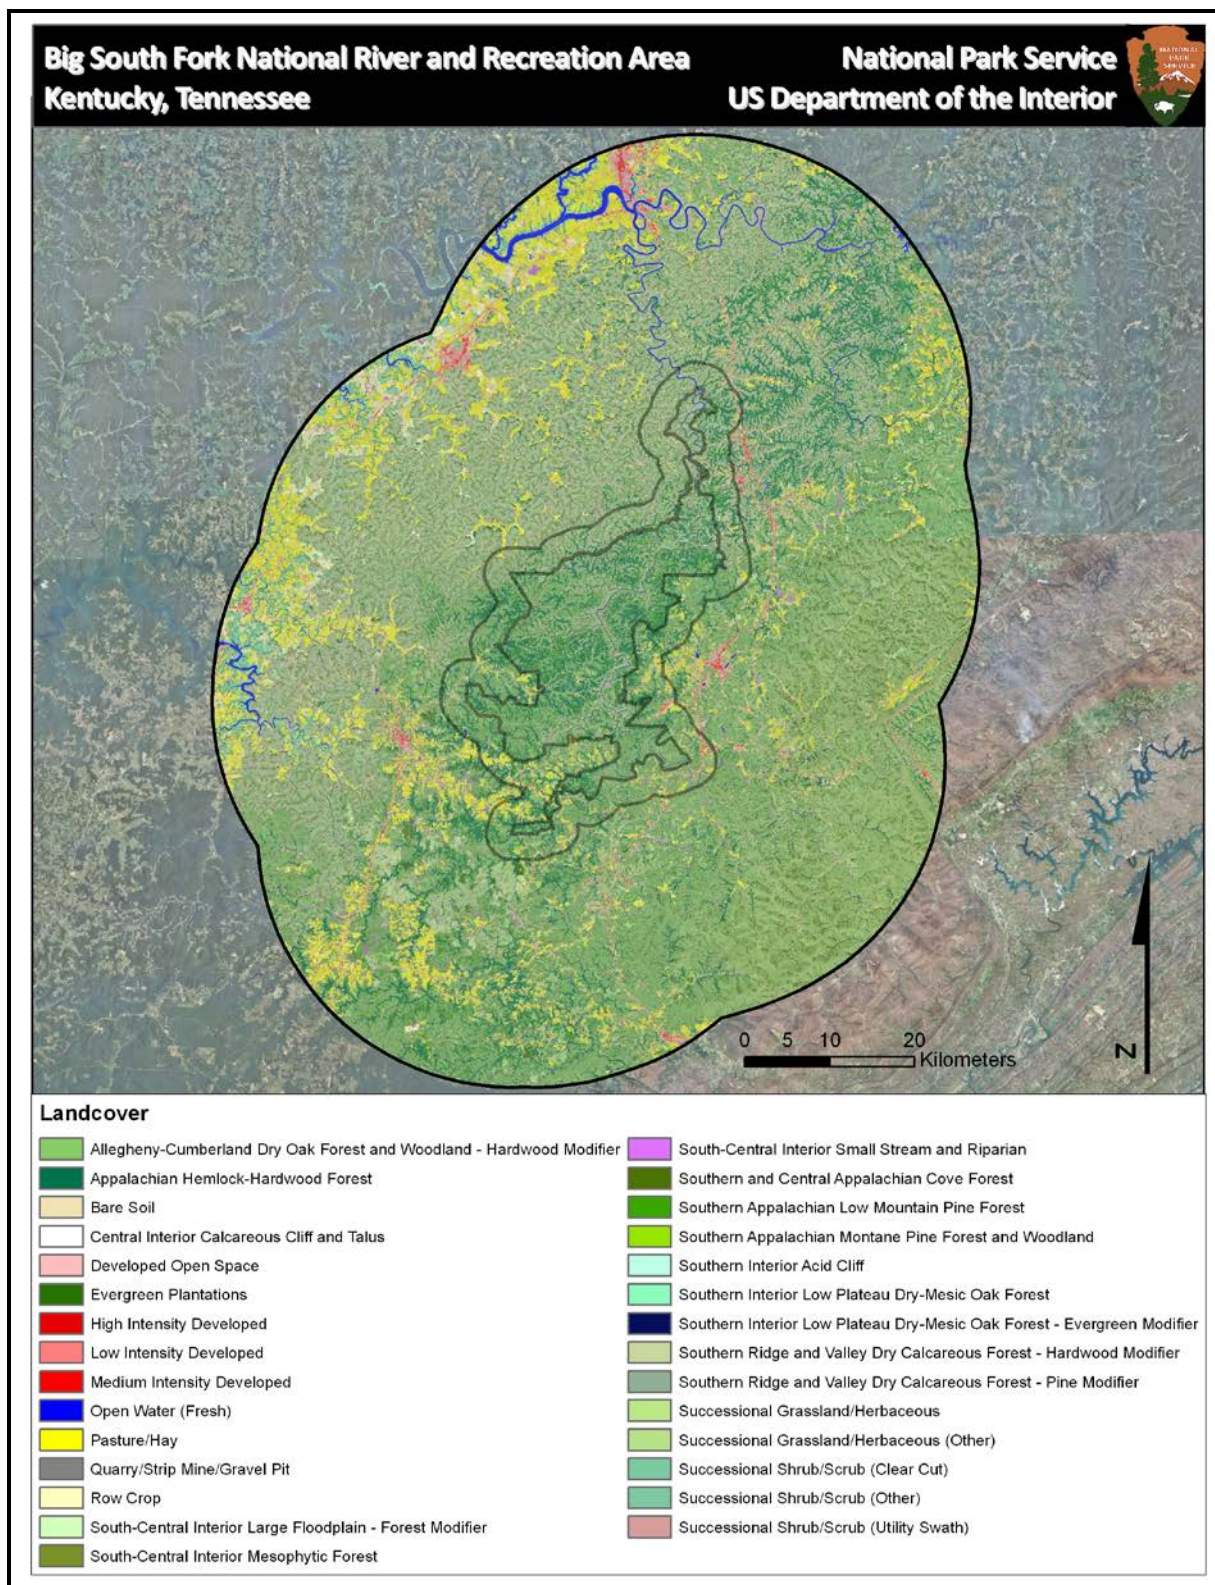 Big South Fork National River and Recreation Area
Kentucky, Tennessee
National Park Service
US Department of the Interior
NATIONAL
PARK
SERVICE
0 5 10 20
Kilometers
N
Landcover
Allegheny-Cumberland Dry Oak Forest and Woodland - Hardwood Modifier
Appalachian Hemlock-Hardwood Forest
Bare Soil
Central Interior Calcareous Cliff and Talus
Developed Open Space
Evergreen Plantations
High Intensity Developed
Low Intensity Developed
Medium Intensity Developed
Open Water (Fresh)
Pasture/Hay
Quarry/Strip Mine/Gravel Pit
Row Crop
South-Central Interior Large Floodplain - Forest Modifier
South-Central Interior Mesophytic Forest
South-Central Interior Small Stream and Riparian
Southern and Central Appalachian Cove Forest
Southern Appalachian Low Mountain Pine Forest
Southern Appalachian Montane Pine Forest and Woodland
Southern Interior Acid Cliff
Southern Interior Low Plateau Dry-Mesic Oak Forest
Southern Interior Low Plateau Dry-Mesic Oak Forest - Evergreen Modifier
Southern Ridge and Valley Dry Calcareous Forest - Hardwood Modifier
Southern Ridge and Valley Dry Calcareous Forest - Pine Modifier
Successional Grassland/Herbaceous
Successional Grassland/Herbaceous (Other)
Successional Shrub/Scrub (Clear Cut)
Successional Shrub/Scrub (Other)
Successional Shrub/Scrub (Utility Swath)